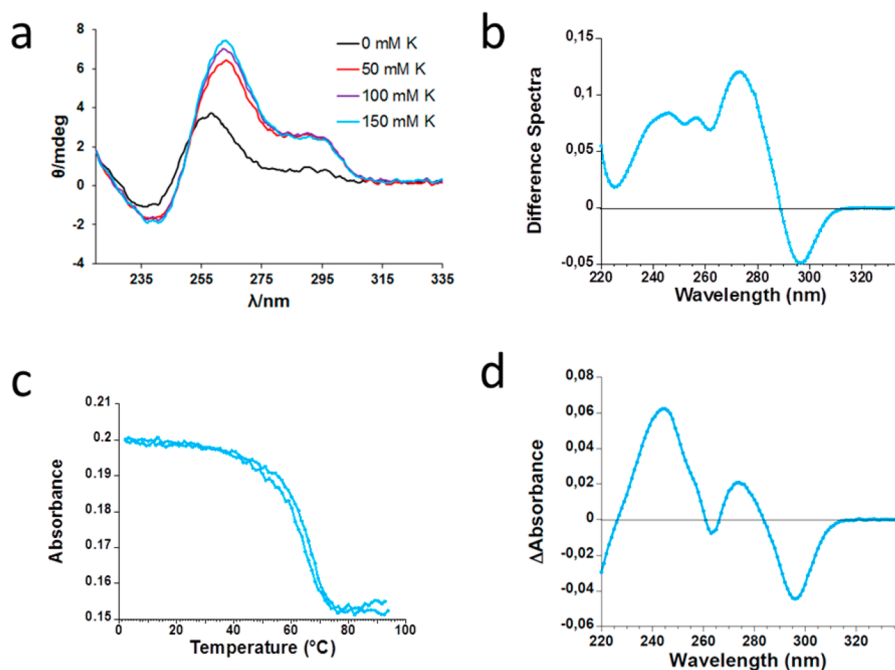 a
8
6
4
2
0
-2
-4
θ/mdeg
0 mM K
50 mM K
100 mM K
150 mM K
235 255 275 295 315 335
λ/nm
b
0,15
0,1
0,05
0
-0,05
Difference Spectra
220 240 260 280 300 320
Wavelength (nm)
c
0.21
0.2
0.19
0.18
0.17
0.16
0.15
Absorbance
0 20 40 60 80 100
Temperature (°C)
d
0,08
0,06
0,04
0,02
0
-0,02
-0,04
-0,06
ΔAbsorbance
220 240 260 280 300 320
Wavelength (nm)